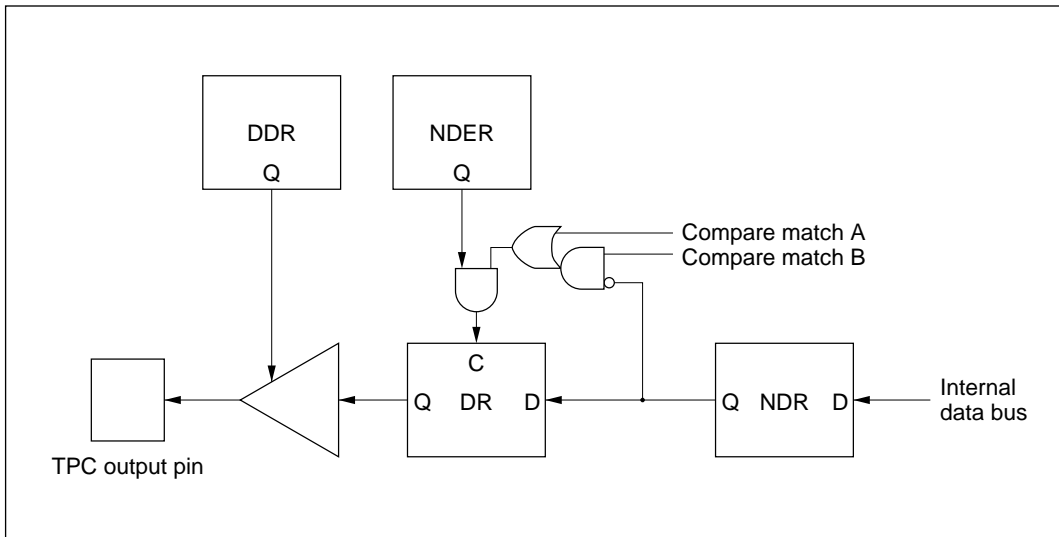 DDR
Q
NDER
Q
Compare match A
Compare match B
C
Q DR D
Q NDR D
Internal
data bus
TPC output pin